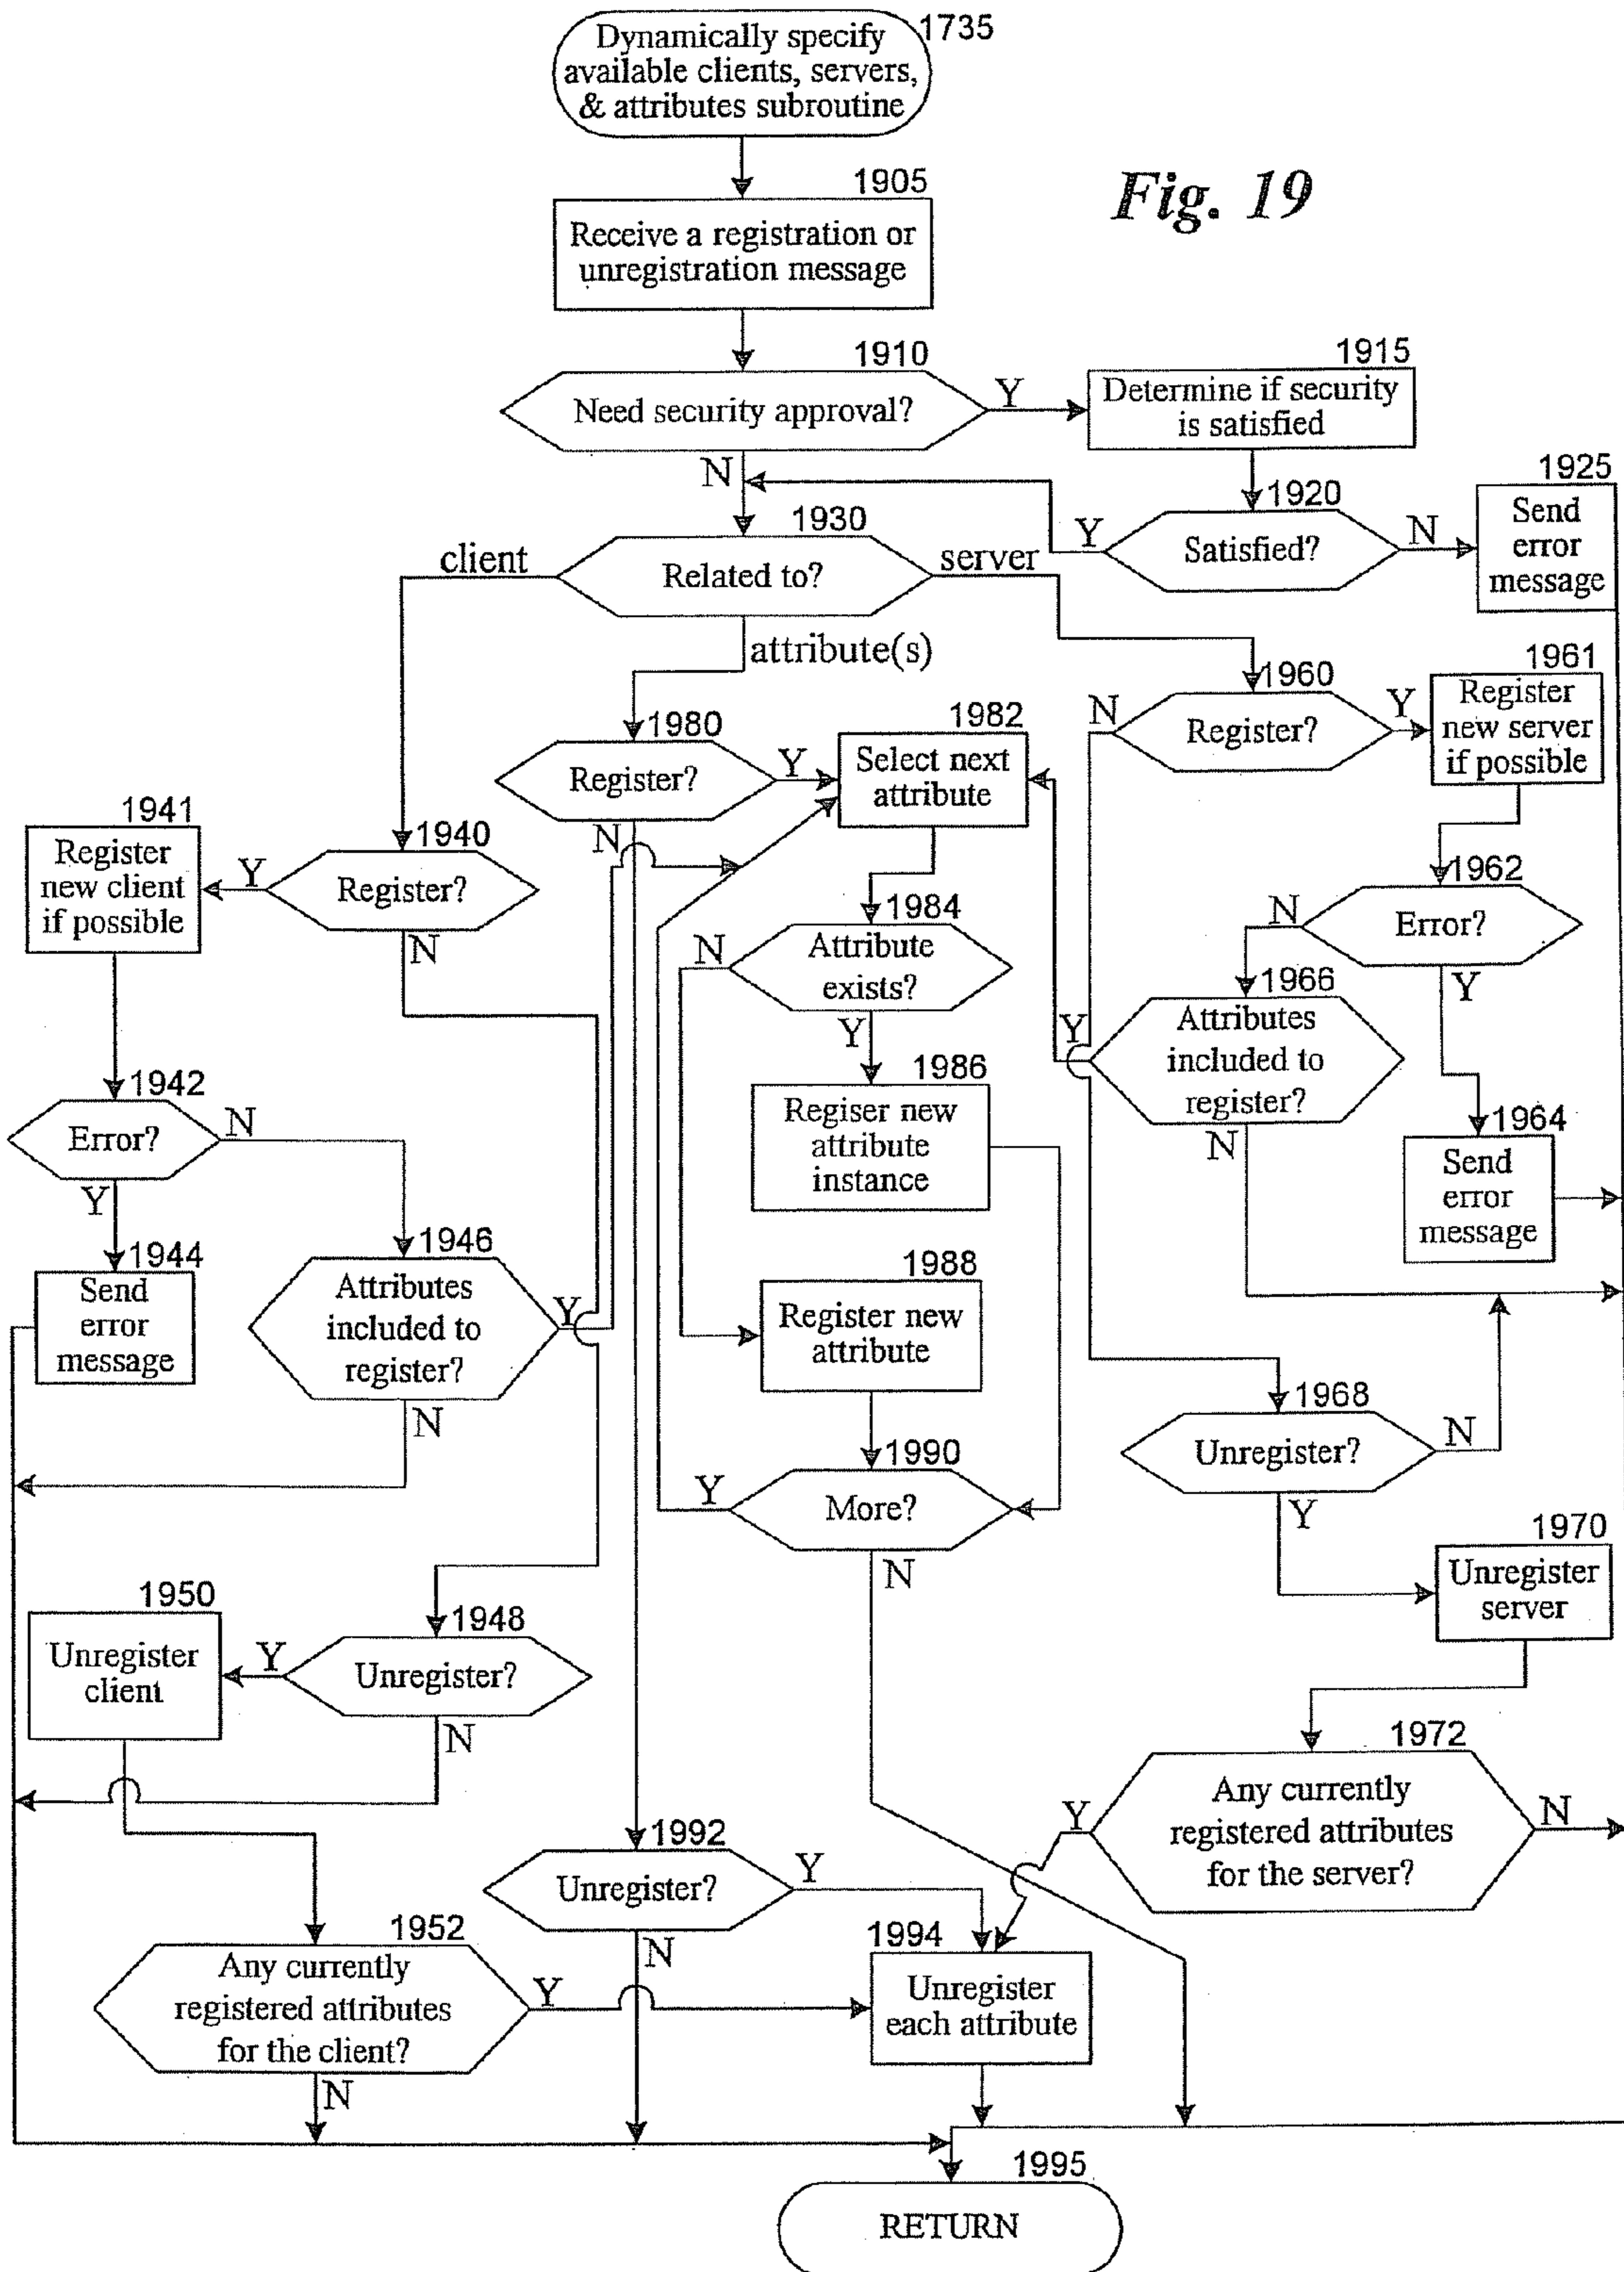 Dynamically specify
available clients, servers,
& attributes subroutine
1735
Fig. 19
1905
Receive a registration or
unregistration message
1910
Need security approval?
Y
N
1915
Determine if security
is satisfied
1920
Satisfied?
Y
N
1925
Send
error
message
1930
Related to?
client
server
attribute(s)
1960
Register?
N
Y
1961
Register
new server
if possible
1980
Register?
Y
N
1982
Select next
attribute
1941
Register
new client
if possible
1940
Register?
Y
N
1962
Error?
N
Y
1984
Attribute
exists?
N
Y
1966
Attributes
included to
register?
Y
N
1986
Regiser new
attribute
instance
1942
Error?
N
Y
1964
Send
error
message
1944
Send
error
message
1946
Attributes
included to
register?
Y
N
1988
Register new
attribute
1968
Unregister?
N
Y
1990
More?
Y
N
1970
Unregister
server
1950
Unregister
client
1948
Unregister?
Y
N
1972
Any currently
registered attributes
for the server?
Y
N
1992
Unregister?
Y
N
1952
Any currently
registered attributes
for the client?
Y
N
1994
Unregister
each attribute
1995
RETURN